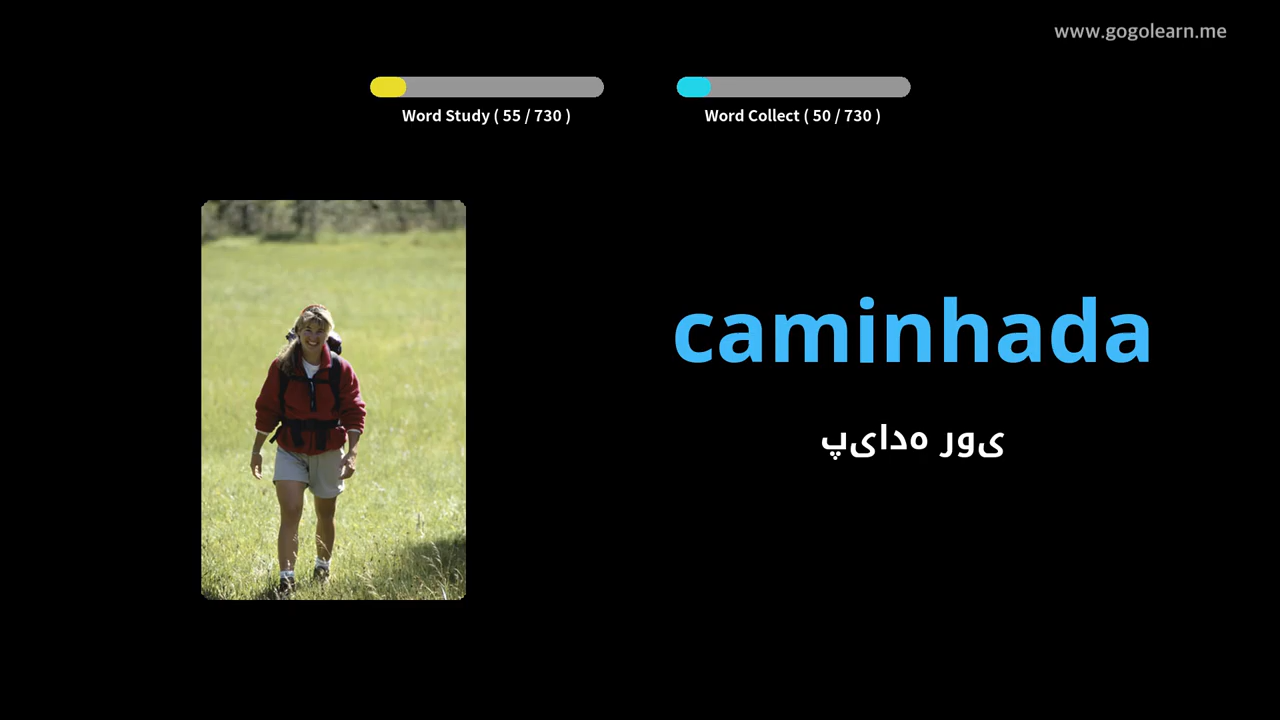 www.gogolearn.me
Word Study ( 55 / 730 )
Word Collect ( 50 / 730 )
caminhada
پیاده روی